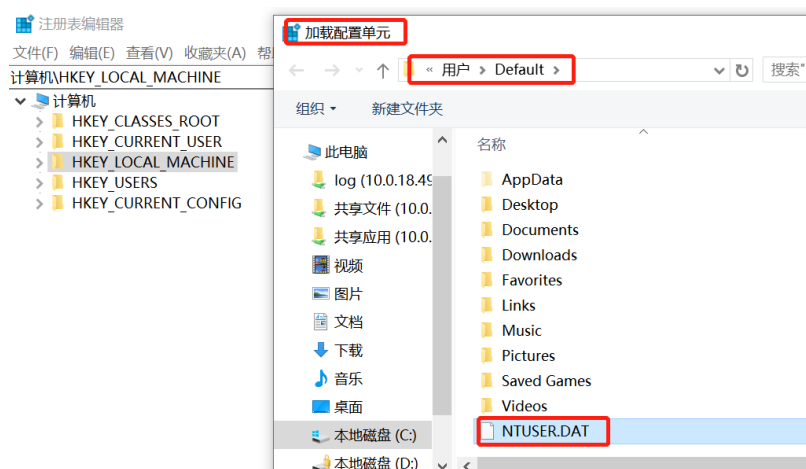 注册表编辑器
文件(F) 编辑(E) 查看(V) 收藏夹(A)
计算机\HKEY_LOCAL_MACHINE
计算机
HKEY_CLASSES_ROOT
HKEY_CURRENT_USER
HKEY_LOCAL_MACHINE
HKEY_USERS
HKEY_CURRENT_CONFIG
加载配置单元
« 用户 > Default >
搜索"
组织 新建文件夹
此电脑
log (10.0.18.49
共享文件 (10.0.
共享应用 (10.0.
视频
图片
文档
下载
音乐
桌面
本地磁盘 (C:)
本地磁盘 (D:)
名称
AppData
Desktop
Documents
Downloads
Favorites
Links
Music
Pictures
Saved Games
Videos
NTUSER.DAT